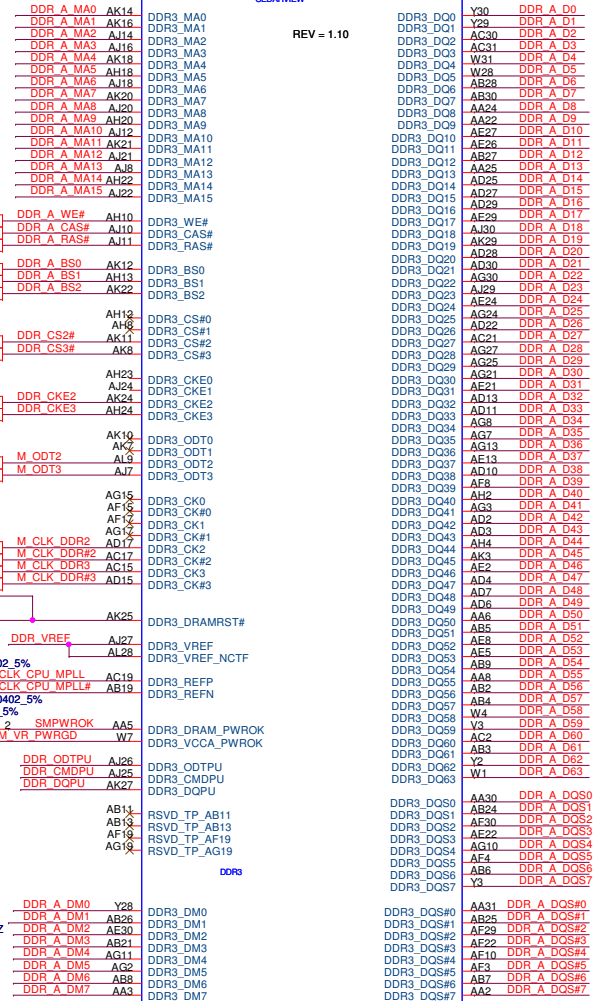 CEDARVIEW
REV = 1.10
DDR_A_MA0 AK14 DDR3_MA0
DDR_A_MA1 AK16 DDR3_MA1
DDR_A_MA2 AJ14 DDR3_MA2
DDR_A_MA3 AJ16 DDR3_MA3
DDR_A_MA4 AK18 DDR3_MA4
DDR_A_MA5 AH18 DDR3_MA5
DDR_A_MA6 AJ18 DDR3_MA6
DDR_A_MA7 AK20 DDR3_MA7
DDR_A_MA8 AJ20 DDR3_MA8
DDR_A_MA9 AH20 DDR3_MA9
DDR_A_MA10 AJ12 DDR3_MA10
DDR_A_MA11 AK21 DDR3_MA11
DDR_A_MA12 AJ21 DDR3_MA12
DDR_A_MA13 AJ8 DDR3_MA13
DDR_A_MA14 AH22 DDR3_MA14
DDR_A_MA15 AJ22 DDR3_MA15
DDR_A_WE# AH10 DDR3_WE#
DDR_A_CAS# AJ10 DDR3_CAS#
DDR_A_RAS# AJ11 DDR3_RAS#
DDR_A_BS0 AK12 DDR3_BS0
DDR_A_BS1 AH13 DDR3_BS1
DDR_A_BS2 AK22 DDR3_BS2
AH12 DDR3_CS#0
AH8 DDR3_CS#1
DDR_CS2# AK11 DDR3_CS#2
DDR_CS3# AK8 DDR3_CS#3
AH23 DDR3_CKE0
AJ24 DDR3_CKE1
DDR_CKE2 AK24 DDR3_CKE2
DDR_CKE3 AH24 DDR3_CKE3
AK10 DDR3_ODT0
AK7 DDR3_ODT1
M_ODT2 AL9 DDR3_ODT2
M_ODT3 AJ7 DDR3_ODT3
AG15 DDR3_CK0
AF15 DDR3_CK#0
AF17 DDR3_CK1
AG17 DDR3_CK#1
M_CLK_DDR2 AD17 DDR3_CK2
M_CLK_DDR#2 AC17 DDR3_CK#2
M_CLK_DDR3 AC15 DDR3_CK3
M_CLK_DDR#3 AD15 DDR3_CK#3
AK25 DDR3_DRAMRST#
DDR_VREF AJ27 DDR3_VREF
AL28 DDR3_VREF_NCTF
02_5%
CLK_CPU_MPLL AC19 DDR3_REFP
CLK_CPU_MPLL# AB19 DDR3_REFN
0402_5%
_5%
2 SMPWROK AA5 DDR3_DRAM_PWROK
M_VR_PWRGD W7 DDR3_VCCA_PWROK
DDR_ODTPU AJ26 DDR3_ODTPU
DDR_CMDPU AJ25 DDR3_CMDPU
DDR_DQPU AK27 DDR3_DQPU
AB11 RSVD_TP_AB11
AB13 RSVD_TP_AB13
AF19 RSVD_TP_AF19
AG19 RSVD_TP_AG19
DDR3
DDR_A_DM0 Y28 DDR3_DM0
DDR_A_DM1 AB26 DDR3_DM1
DDR_A_DM2 AE30 DDR3_DM2
DDR_A_DM3 AB21 DDR3_DM3
DDR_A_DM4 AG11 DDR3_DM4
DDR_A_DM5 AG2 DDR3_DM5
DDR_A_DM6 AB8 DDR3_DM6
DDR_A_DM7 AA3 DDR3_DM7
DDR3_DQ0 Y30 DDR_A_D0
DDR3_DQ1 Y29 DDR_A_D1
DDR3_DQ2 AC30 DDR_A_D2
DDR3_DQ3 AC31 DDR_A_D3
DDR3_DQ4 W31 DDR_A_D4
DDR3_DQ5 W28 DDR_A_D5
DDR3_DQ6 AB28 DDR_A_D6
DDR3_DQ7 AB30 DDR_A_D7
DDR3_DQ8 AA24 DDR_A_D8
DDR3_DQ9 AA22 DDR_A_D9
DDR3_DQ10 AE27 DDR_A_D10
DDR3_DQ11 AE26 DDR_A_D11
DDR3_DQ12 AB27 DDR_A_D12
DDR3_DQ13 AA25 DDR_A_D13
DDR3_DQ14 AD25 DDR_A_D14
DDR3_DQ15 AD27 DDR_A_D15
DDR3_DQ16 AD29 DDR_A_D16
DDR3_DQ17 AE29 DDR_A_D17
DDR3_DQ18 AJ30 DDR_A_D18
DDR3_DQ19 AK29 DDR_A_D19
DDR3_DQ20 AD28 DDR_A_D20
DDR3_DQ21 AD30 DDR_A_D21
DDR3_DQ22 AG30 DDR_A_D22
DDR3_DQ23 AJ29 DDR_A_D23
DDR3_DQ24 AE24 DDR_A_D24
DDR3_DQ25 AG24 DDR_A_D25
DDR3_DQ26 AD22 DDR_A_D26
DDR3_DQ27 AC21 DDR_A_D27
DDR3_DQ28 AG27 DDR_A_D28
DDR3_DQ29 AG25 DDR_A_D29
DDR3_DQ30 AG21 DDR_A_D30
DDR3_DQ31 AE21 DDR_A_D31
DDR3_DQ32 AD13 DDR_A_D32
DDR3_DQ33 AD11 DDR_A_D33
DDR3_DQ34 AG8 DDR_A_D34
DDR3_DQ35 AG7 DDR_A_D35
DDR3_DQ36 AG13 DDR_A_D36
DDR3_DQ37 AE13 DDR_A_D37
DDR3_DQ38 AD10 DDR_A_D38
DDR3_DQ39 AF8 DDR_A_D39
DDR3_DQ40 AH2 DDR_A_D40
DDR3_DQ41 AG3 DDR_A_D41
DDR3_DQ42 AD2 DDR_A_D42
DDR3_DQ43 AD3 DDR_A_D43
DDR3_DQ44 AH4 DDR_A_D44
DDR3_DQ45 AK3 DDR_A_D45
DDR3_DQ46 AE2 DDR_A_D46
DDR3_DQ47 AD4 DDR_A_D47
DDR3_DQ48 AD7 DDR_A_D48
DDR3_DQ49 AD6 DDR_A_D49
DDR3_DQ50 AA6 DDR_A_D50
DDR3_DQ51 AB5 DDR_A_D51
DDR3_DQ52 AE8 DDR_A_D52
DDR3_DQ53 AE5 DDR_A_D53
DDR3_DQ54 AB9 DDR_A_D54
DDR3_DQ55 AA8 DDR_A_D55
DDR3_DQ56 AB2 DDR_A_D56
DDR3_DQ57 AB4 DDR_A_D57
DDR3_DQ58 W4 DDR_A_D58
DDR3_DQ59 V3 DDR_A_D59
DDR3_DQ60 AC2 DDR_A_D60
DDR3_DQ61 AB3 DDR_A_D61
DDR3_DQ62 Y2 DDR_A_D62
DDR3_DQ63 W1 DDR_A_D63
DDR3_DQS0 AA30 DDR_A_DQS0
DDR3_DQS1 AB24 DDR_A_DQS1
DDR3_DQS2 AF30 DDR_A_DQS2
DDR3_DQS3 AE22 DDR_A_DQS3
DDR3_DQS4 AG10 DDR_A_DQS4
DDR3_DQS5 AF4 DDR_A_DQS5
DDR3_DQS6 AB6 DDR_A_DQS6
DDR3_DQS7 Y3 DDR_A_DQS7
DDR3_DQS#0 AA31 DDR_A_DQS#0
DDR3_DQS#1 AB25 DDR_A_DQS#1
DDR3_DQS#2 AF29 DDR_A_DQS#2
DDR3_DQS#3 AF22 DDR_A_DQS#3
DDR3_DQS#4 AF10 DDR_A_DQS#4
DDR3_DQS#5 AF3 DDR_A_DQS#5
DDR3_DQS#6 AB7 DDR_A_DQS#6
DDR3_DQS#7 AA2 DDR_A_DQS#7